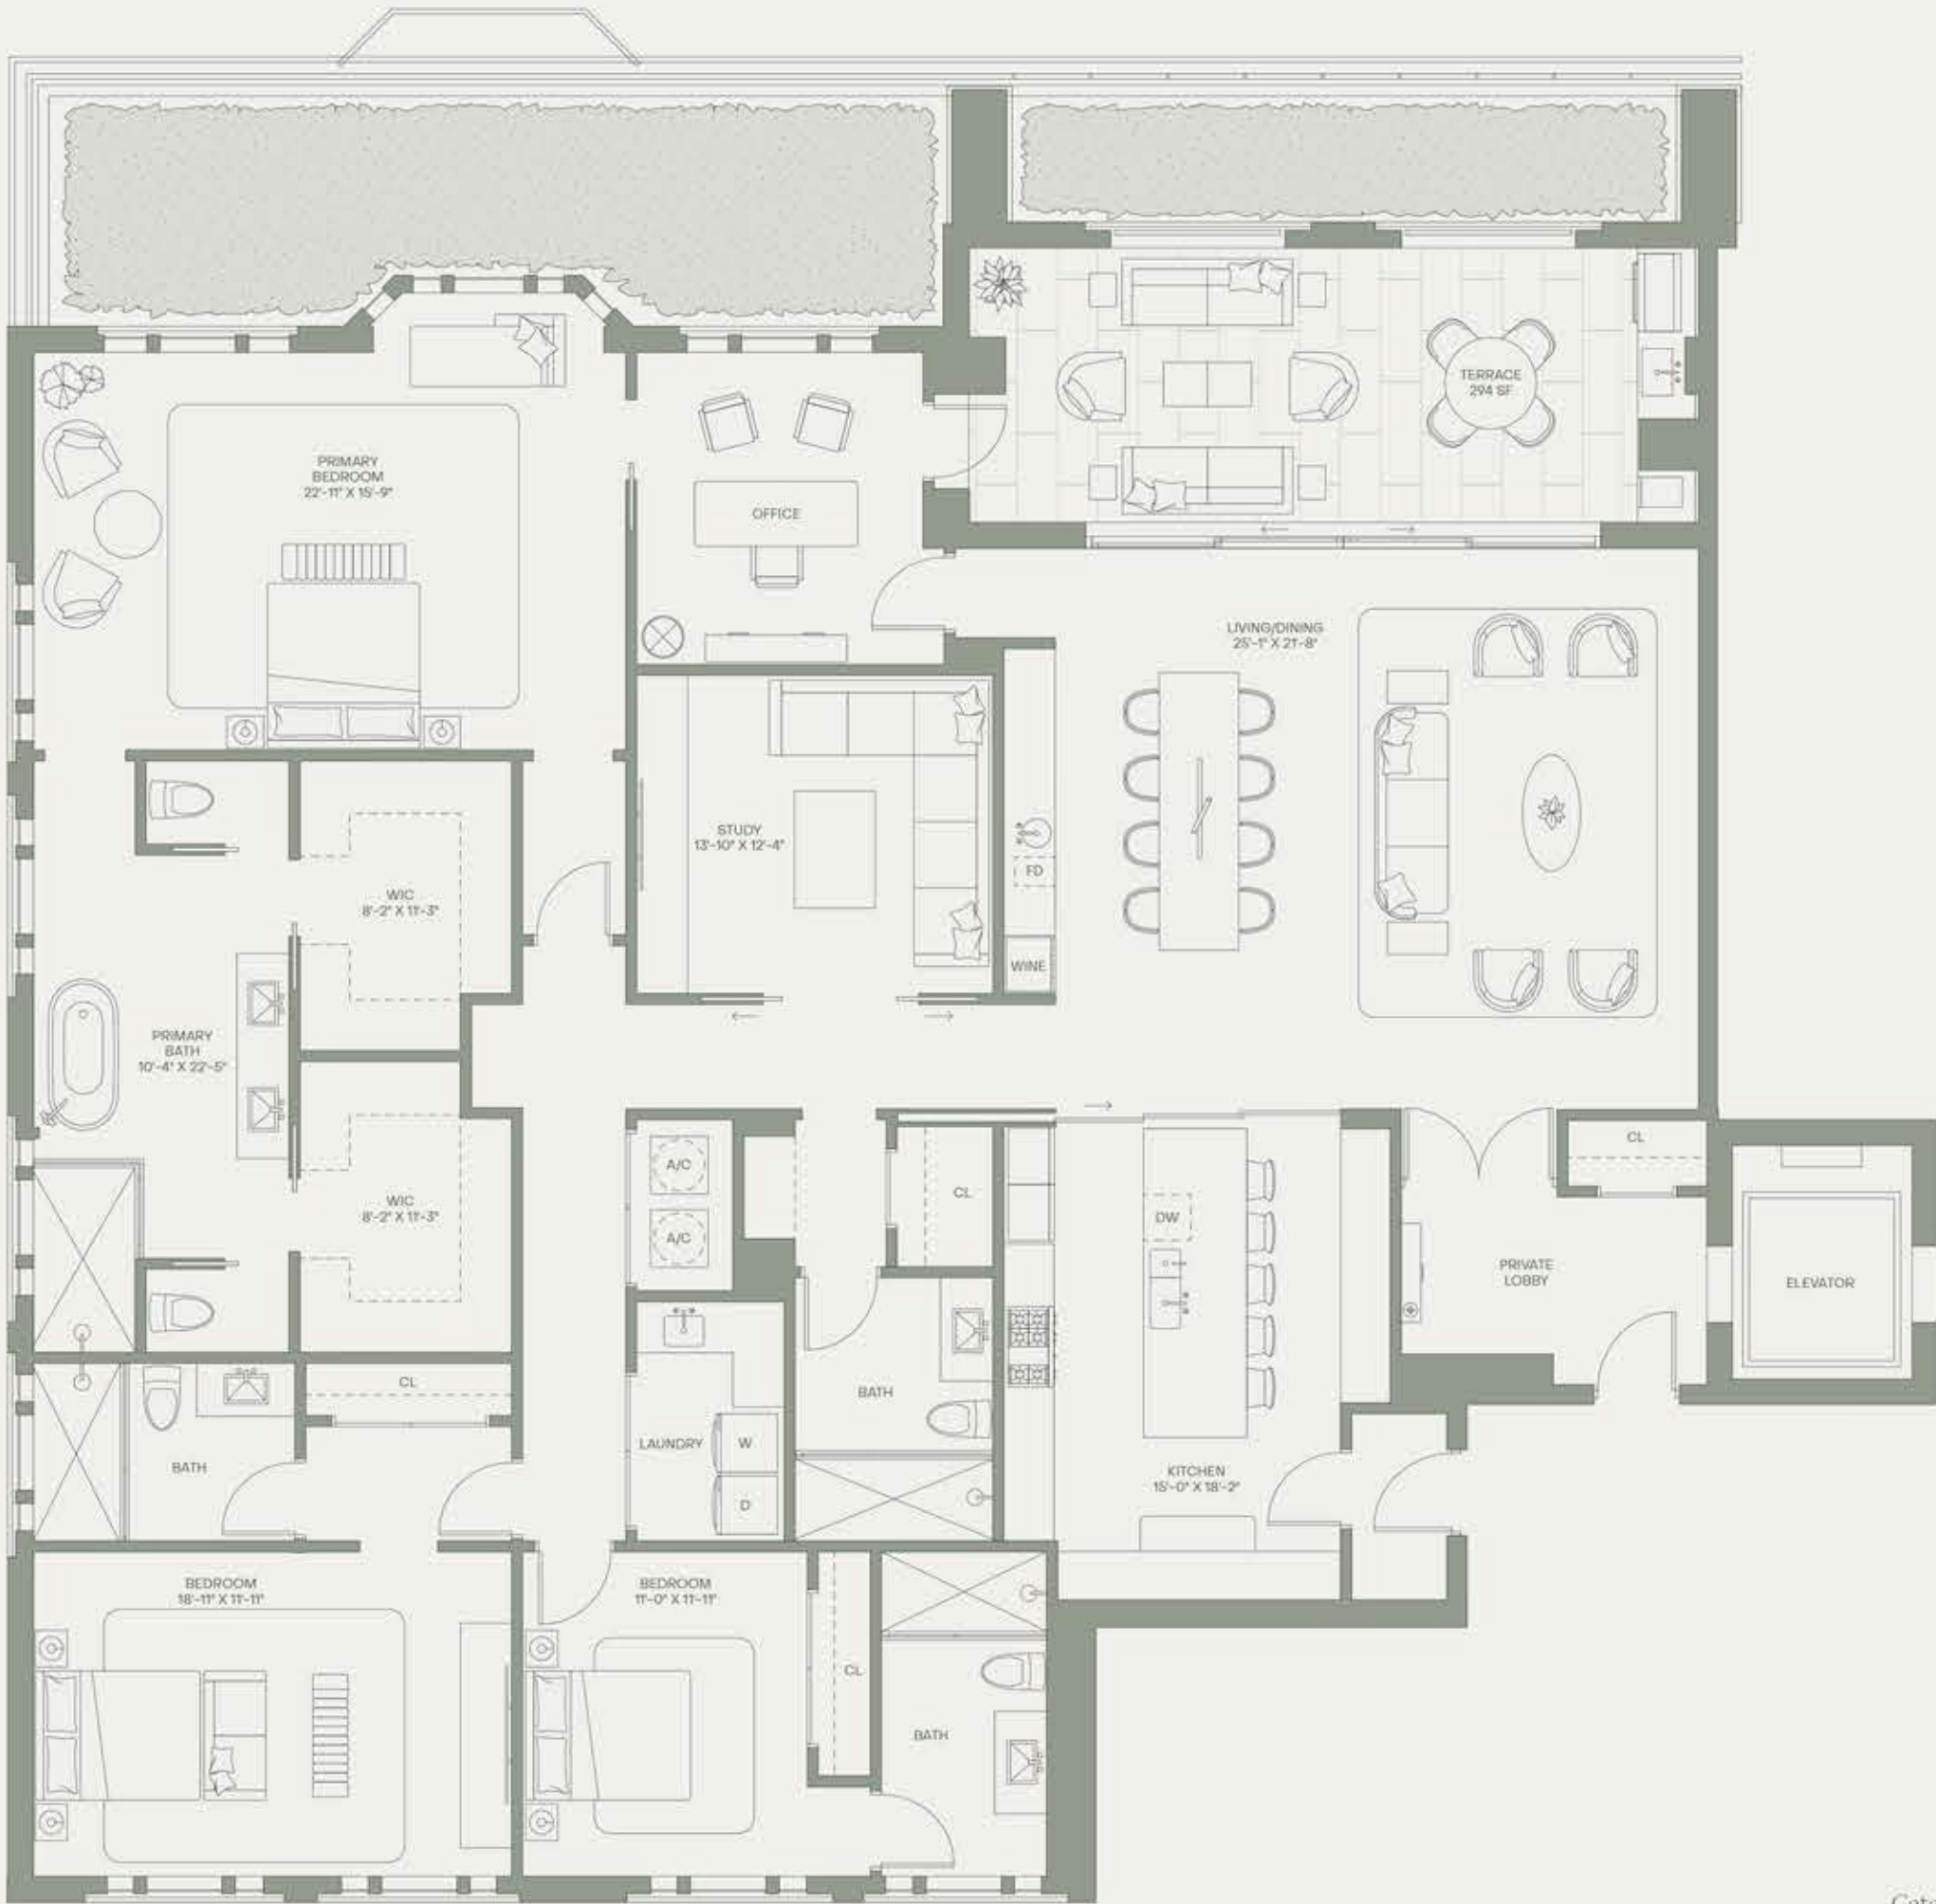 TERRACE
294 SF
PRIMARY
BEDROOM
22'-11" X 15'-9"
OFFICE
LIVING/DINING
25'-1" X 21'-8"
STUDY
13'-10" X 12'-4"
FD
WINE
WIC
8'-2" X 11'-3"
PRIMARY
BATH
10'-4" X 22'-5"
CL
A/C
CL
WIC
8'-2" X 11'-3"
DW
A/C
PRIVATE
LOBBY
ELEVATOR
CL
BATH
LAUNDRY
W
BATH
KITCHEN
15'-0" X 18'-2"
D
BEDROOM
18'-11" X 11'-11"
BEDROOM
11'-0" X 11'-11"
CL
BATH